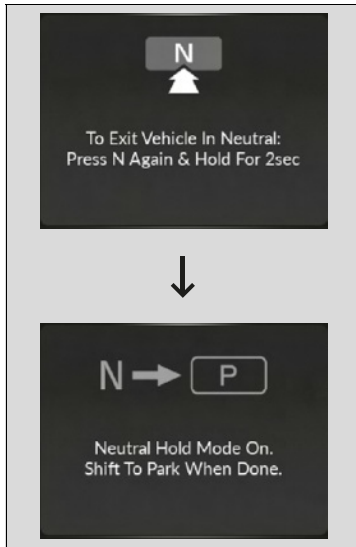 N
To Exit Vehicle In Neutral:
Press N Again & Hold For 2sec
N P
Neutral Hold Mode On.
Shift To Park When Done.